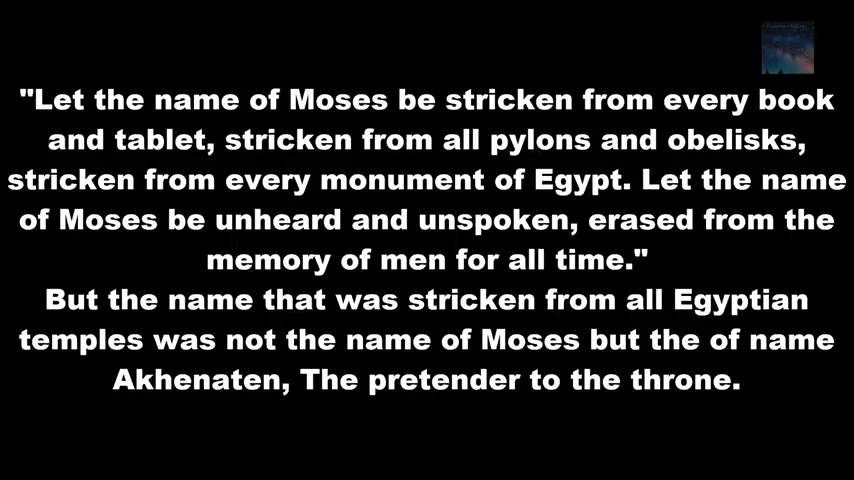 "Let the name of Moses be stricken from every book
and tablet, stricken from all pylons and obelisks,
stricken from every monument of Egypt. Let the name
of Moses be unheard and unspoken, erased from the
memory of men for all time."
But the name that was stricken from all Egyptian
temples was not the name of Moses but the of name
Akhenaten, The pretender to the throne.